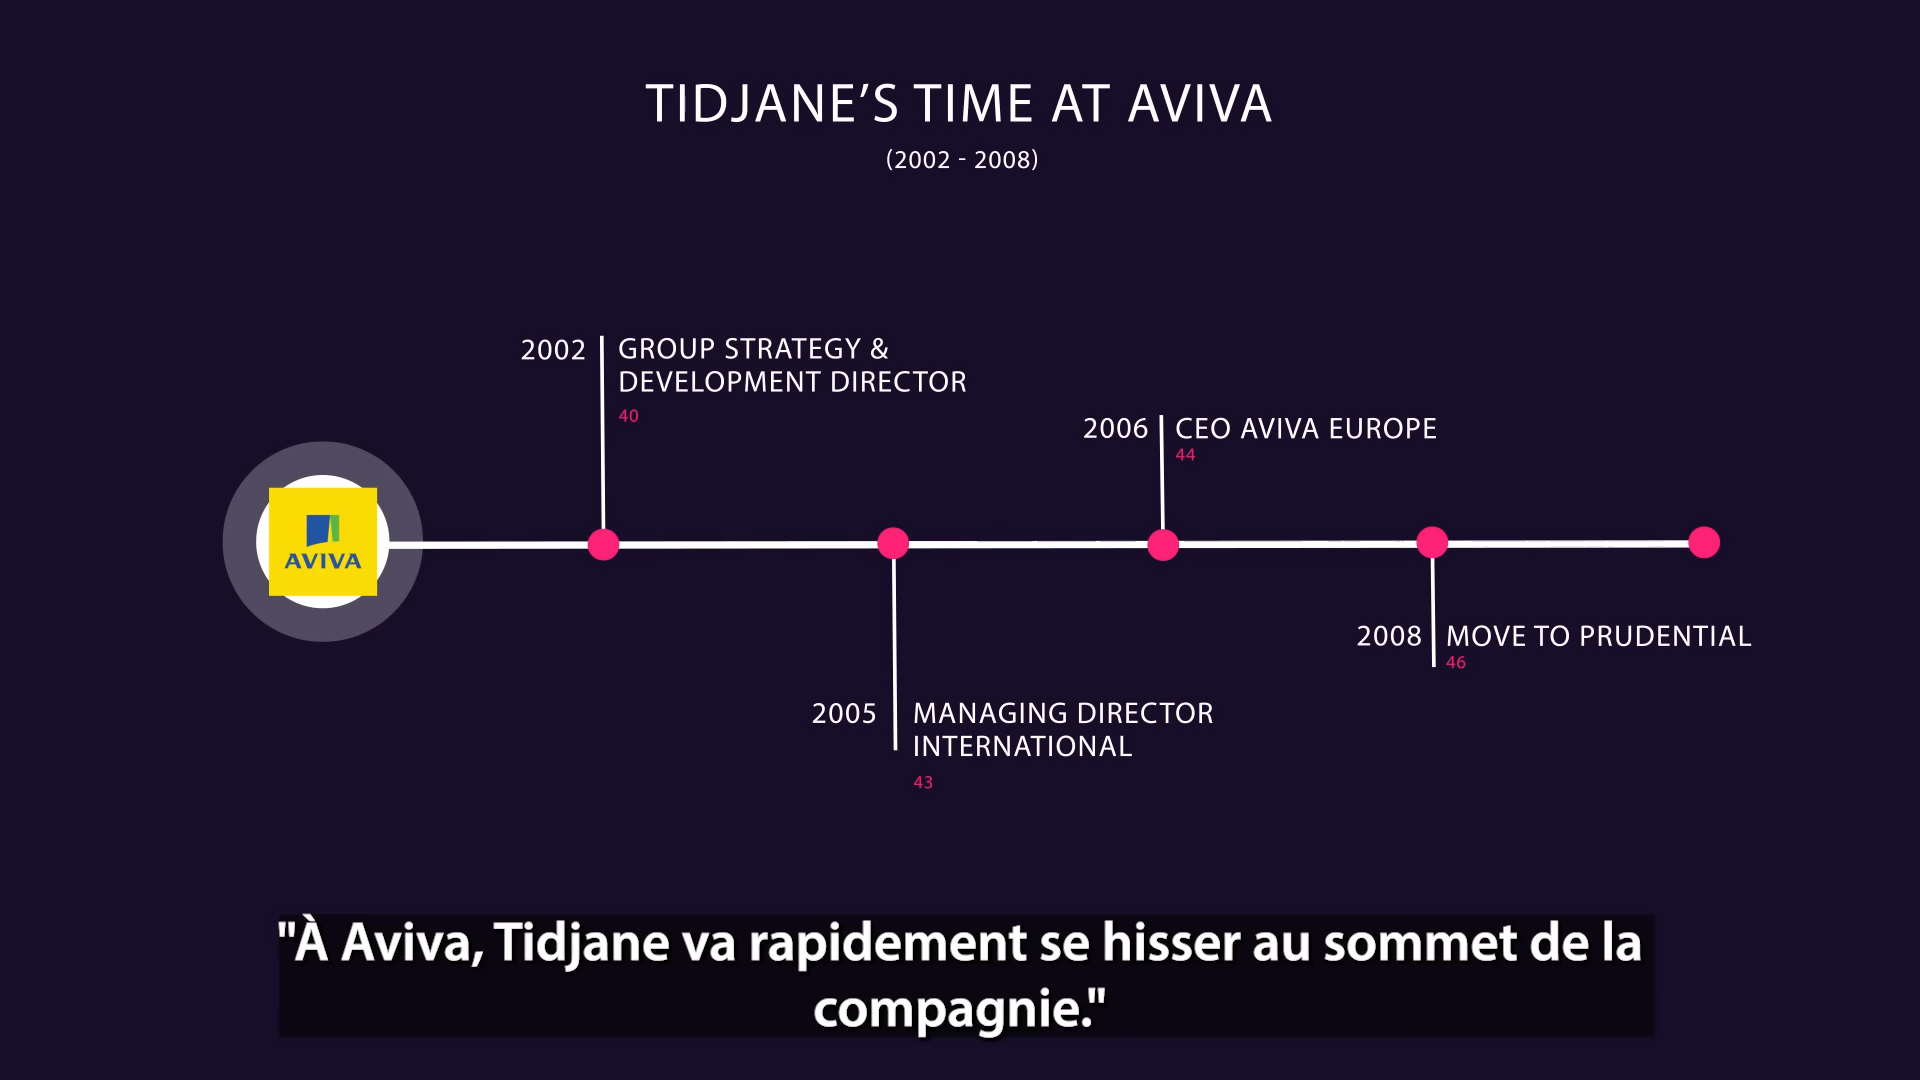 TIDJANE’S TIME AT AVIVA
(2002 - 2008)
2002
GROUP STRATEGY &
DEVELOPMENT DIRECTOR
40
2006
CEO AVIVA EUROPE
44
AVIVA
2008
MOVE TO PRUDENTIAL
46
2005
MANAGING DIRECTOR
INTERNATIONAL
43
"À Aviva, Tidjane va rapidement se hisser au sommet de la
compagnie."